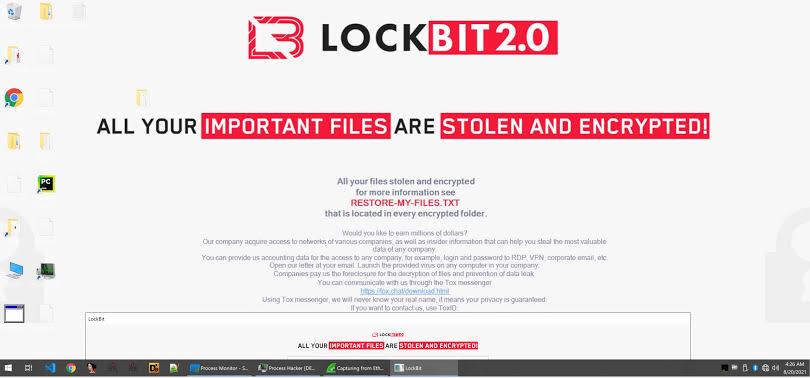 LOCKBIT 2.0
ALL YOUR IMPORTANT FILES ARE STOLEN AND ENCRYPTED!
All your files stolen and encrypted
for more information see
RESTORE-MY-FILES.TXT
that is located in every encrypted folder.
Would you like to earn millions of dollars?
Our company acquire access to networks of various companies, as well as insider information that can help you steal the most valuable
data of any company.
You can provide us accounting data for the access to any company, for example, login and password to RDP, VPN, corporate email, etc.
Open our letter at your email. Launch the provided virus on any computer in your company.
Companies pay us the foreclosure for the decryption of files and prevention of data leak.
You can communicate with us through the Tox messenger
https://tox.chat/download.html
Using Tox messenger, we will never know your real name, it means your privacy is guaranteed.
If you want to contact us, use ToxID:
LockBit
LOCKBIT 2.0
ALL YOUR IMPORTANT FILES ARE STOLEN AND ENCRYPTED!
PC
Process Monitor - S...
Process Hacker [DE...
Capturing from Eth...
LockBit
4:26 AM
8/20/2021